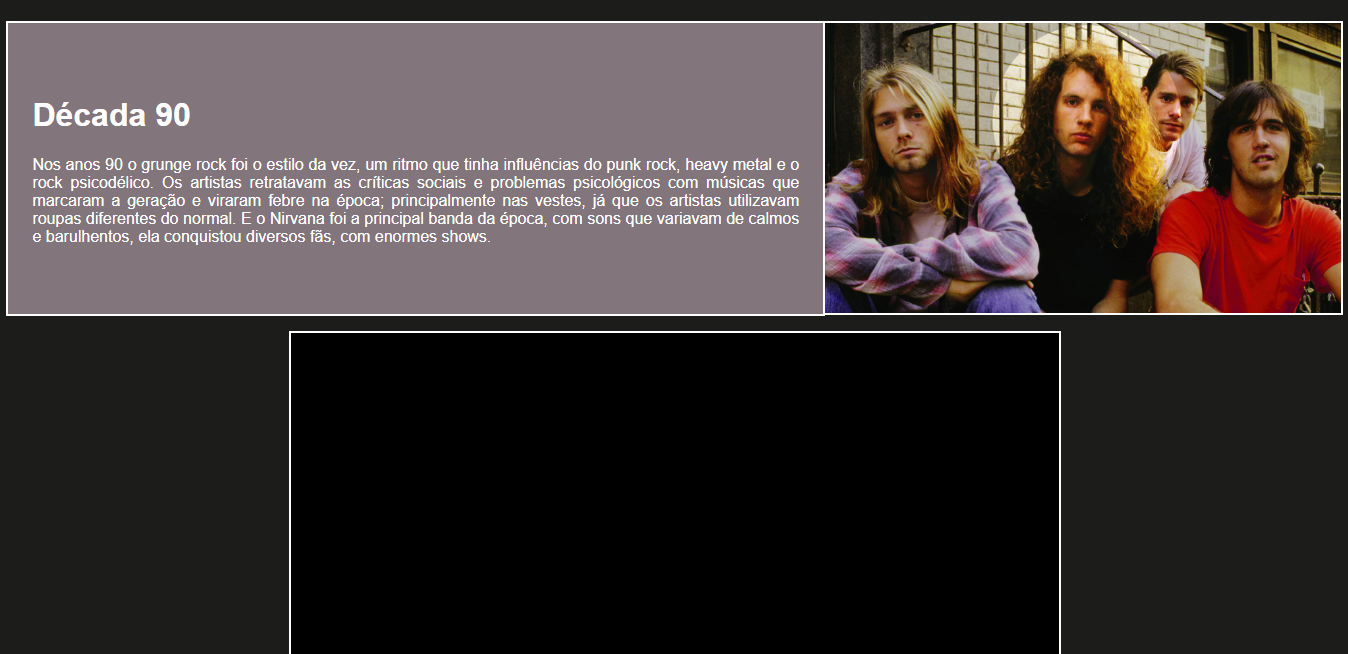 Década 90
Nos anos 90 o grunge rock foi o estilo da vez, um ritmo que tinha influências do punk rock, heavy metal e o
rock psicodélico. Os artistas retratavam as críticas sociais e problemas psicológicos com músicas que
marcaram a geração e viraram febre na época; principalmente nas vestes, já que os artistas utilizavam
roupas diferentes do normal. E o Nirvana foi a principal banda da época, com sons que variavam de calmos
e barulhentos, ela conquistou diversos fãs, com enormes shows.